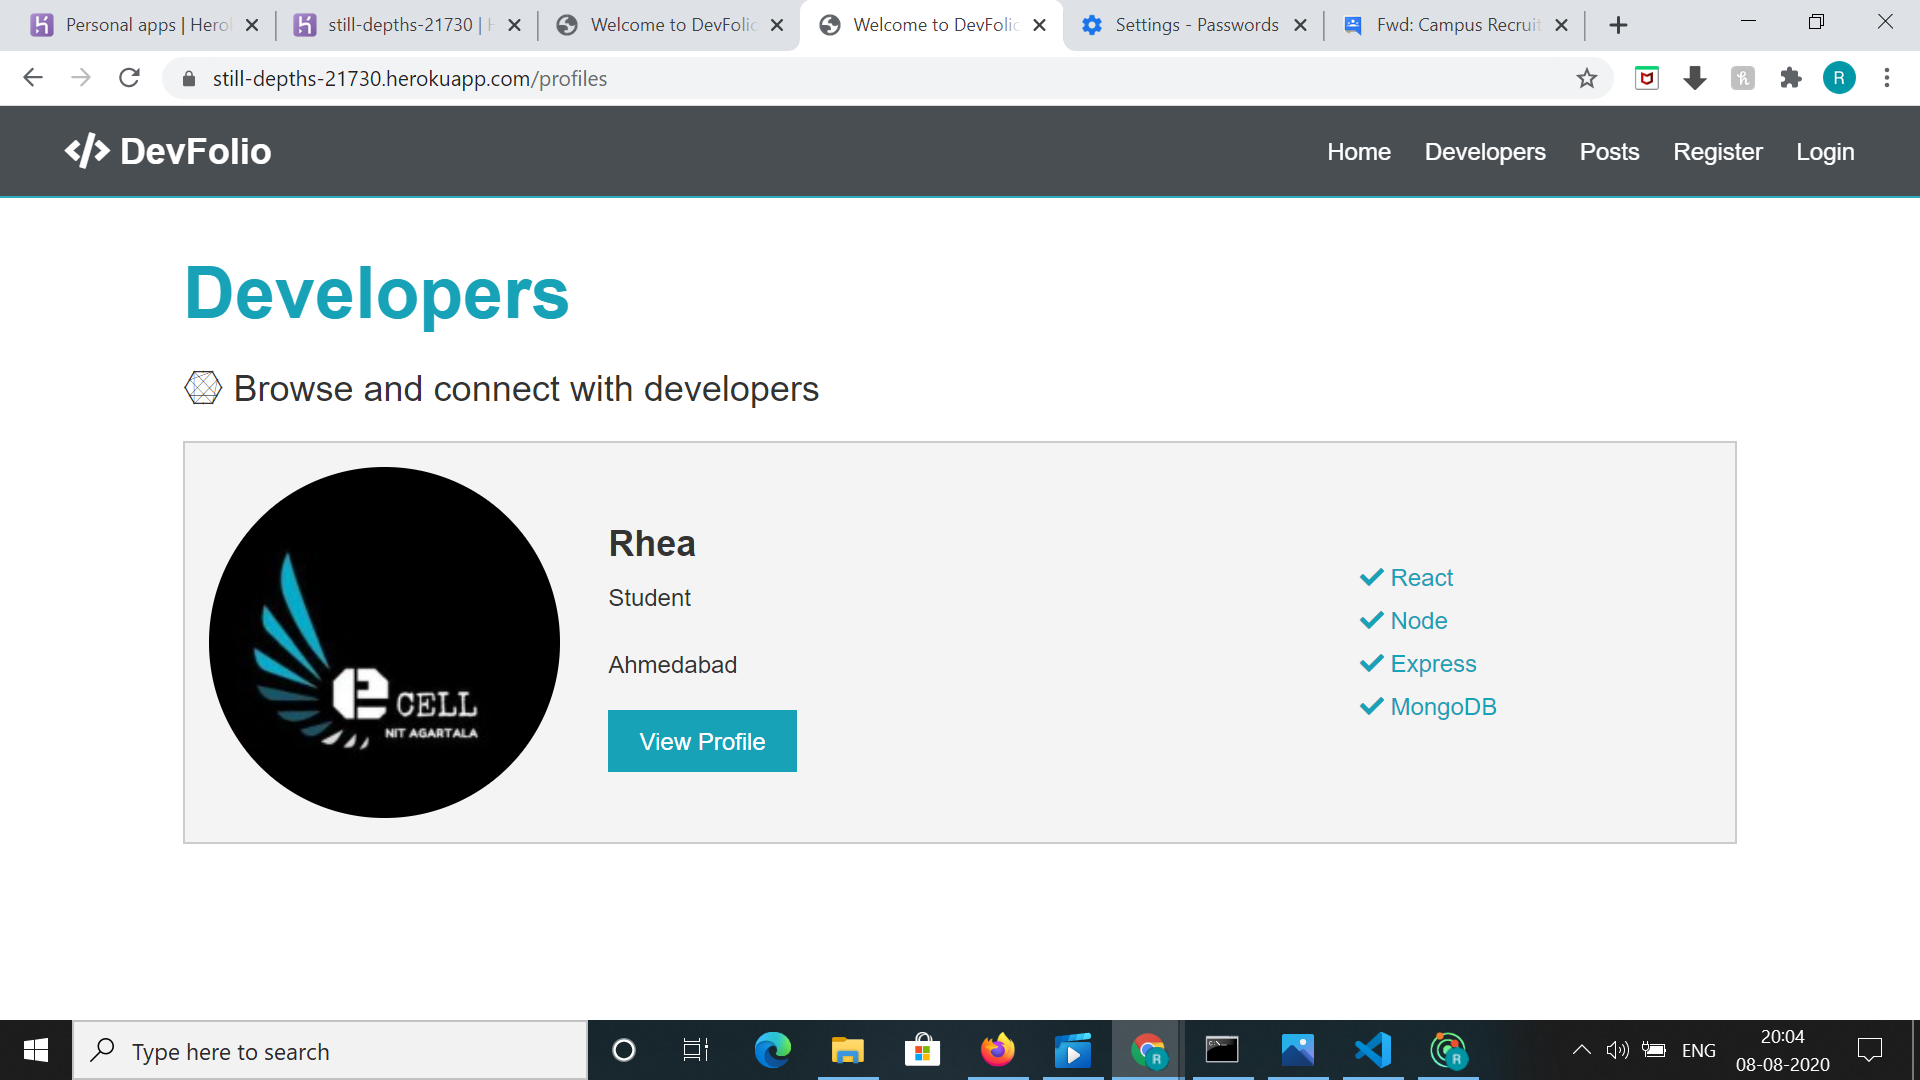 Personal apps | Herol
still-depths-21730 | H
Welcome to DevFolio
Welcome to DevFolio
Settings - Passwords
Fwd: Campus Recruit
still-depths-21730.herokuapp.com/profiles
R
DevFolio
Home
Developers
Posts
Register
Login
Developers
Browse and connect with developers
e CELL
NIT AGARTALA
Rhea
Student
Ahmedabad
View Profile
React
Node
Express
MongoDB
Type here to search
R
R
ENG
20:04
08-08-2020